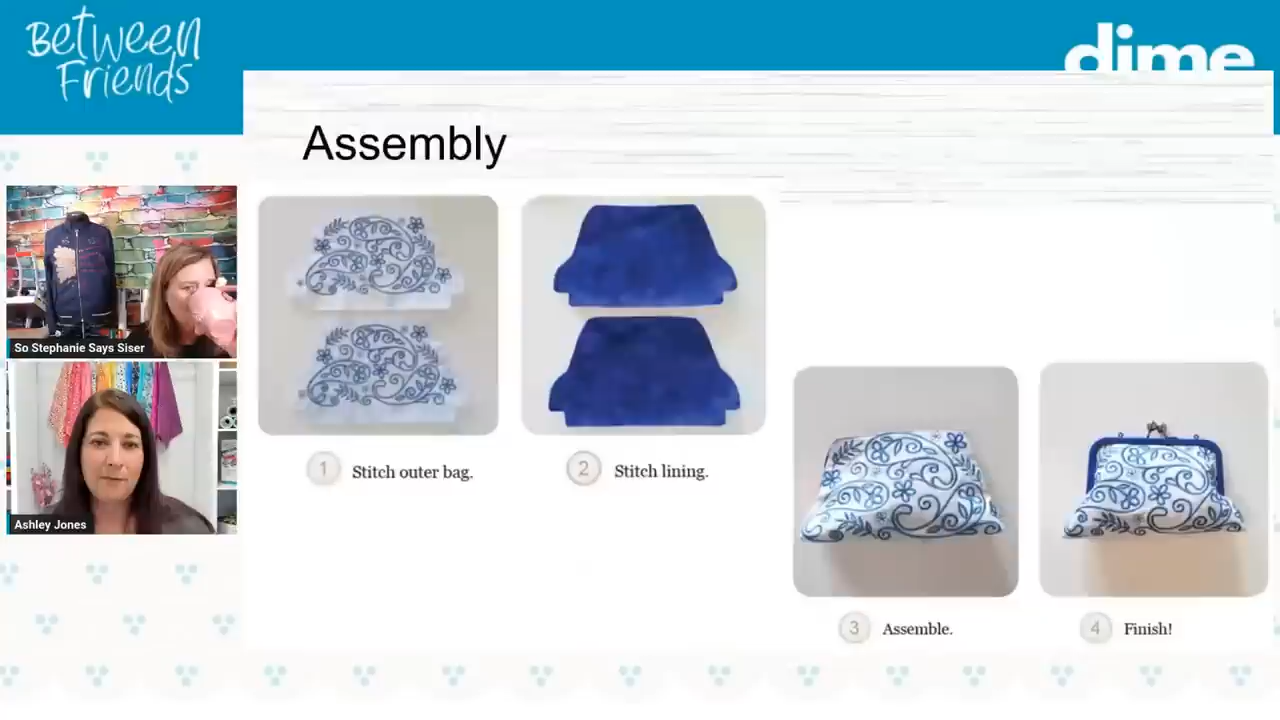 Between
Friends
dime
Assembly
So Stephanie Says Siser
Ashley Jones
1 Stitch outer bag.
2 Stitch lining.
3 Assemble.
4 Finish!